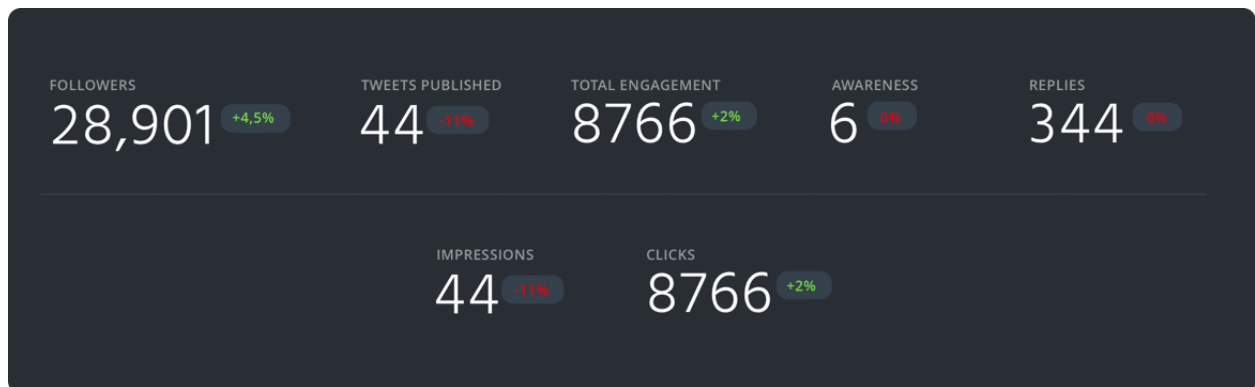 FOLLOWERS TWEETS PUBLISHED TOTAL ENGAGEMENT AWARENESS REPLIES
28,901 +4,5% 44 -11% 8766 +2% 6 0% 344 0%
IMPRESSIONS CLICKS
44 -11% 8766 +2%